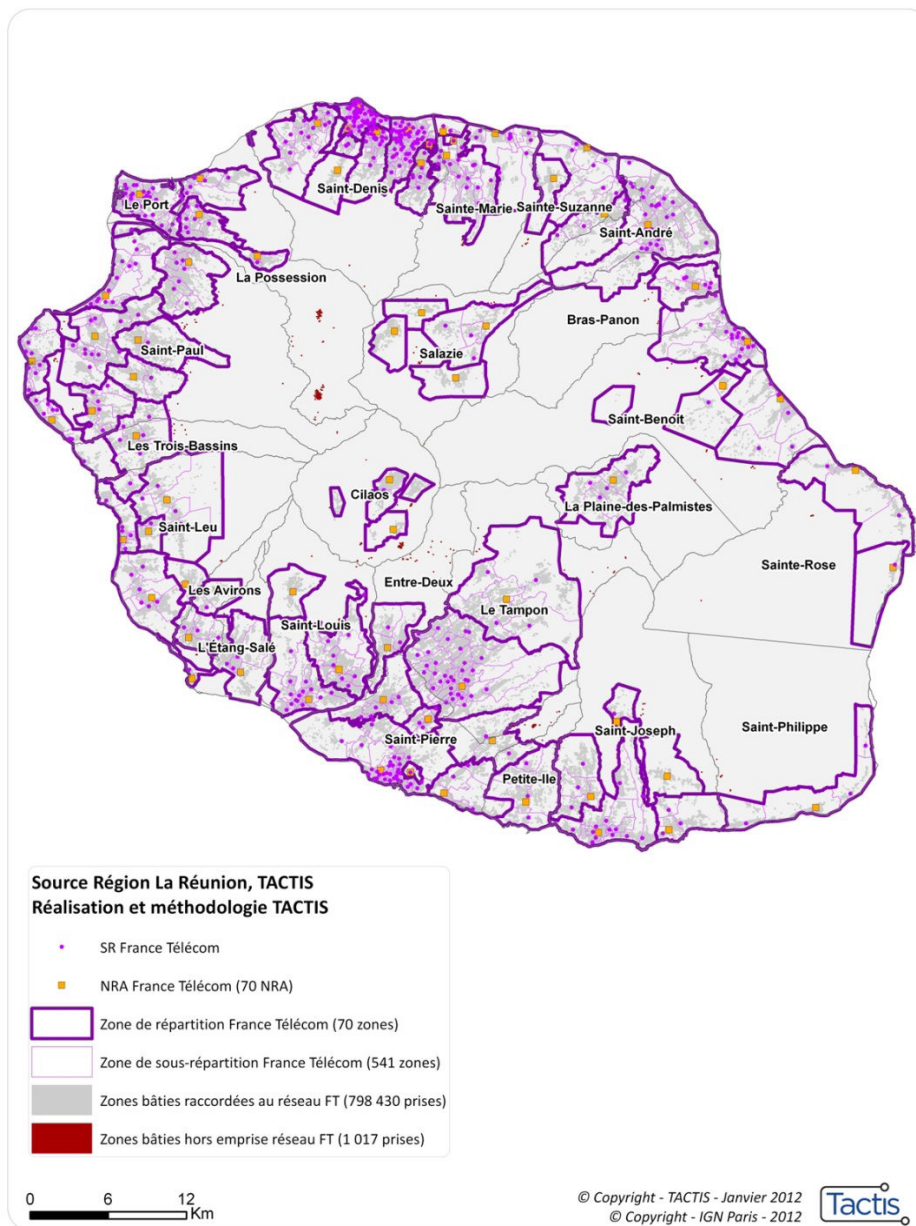 Saint-Denis
Le Port
Sainte-Marie
Sainte-Suzanne
Saint-André
La Possession
Bras-Panon
Saint-Paul
Salazie
Saint-Benoit
Les Trois-Bassins
Cilaos
La Plaine-des-Palmistes
Saint-Leu
Sainte-Rose
Entre-Deux
Les Avirons
Le Tampon
Saint-Louis
L'Étang-Salé
Saint-Philippe
Saint-Joseph
Saint-Pierre
Petite-Ile
Source Région La Réunion, TACTIS
Réalisation et méthodologie TACTIS
SR France Télécom
NRA France Télécom (70 NRA)
Zone de répartition France Télécom (70 zones)
Zone de sous-répartition France Télécom (541 zones)
Zones bâties raccordées au réseau FT (798 430 prises)
Zones bâties hors emprise réseau FT (1 017 prises)
0 6 12
Km
© Copyright - TACTIS - Janvier 2012
© Copyright - IGN Paris - 2012
Tactis